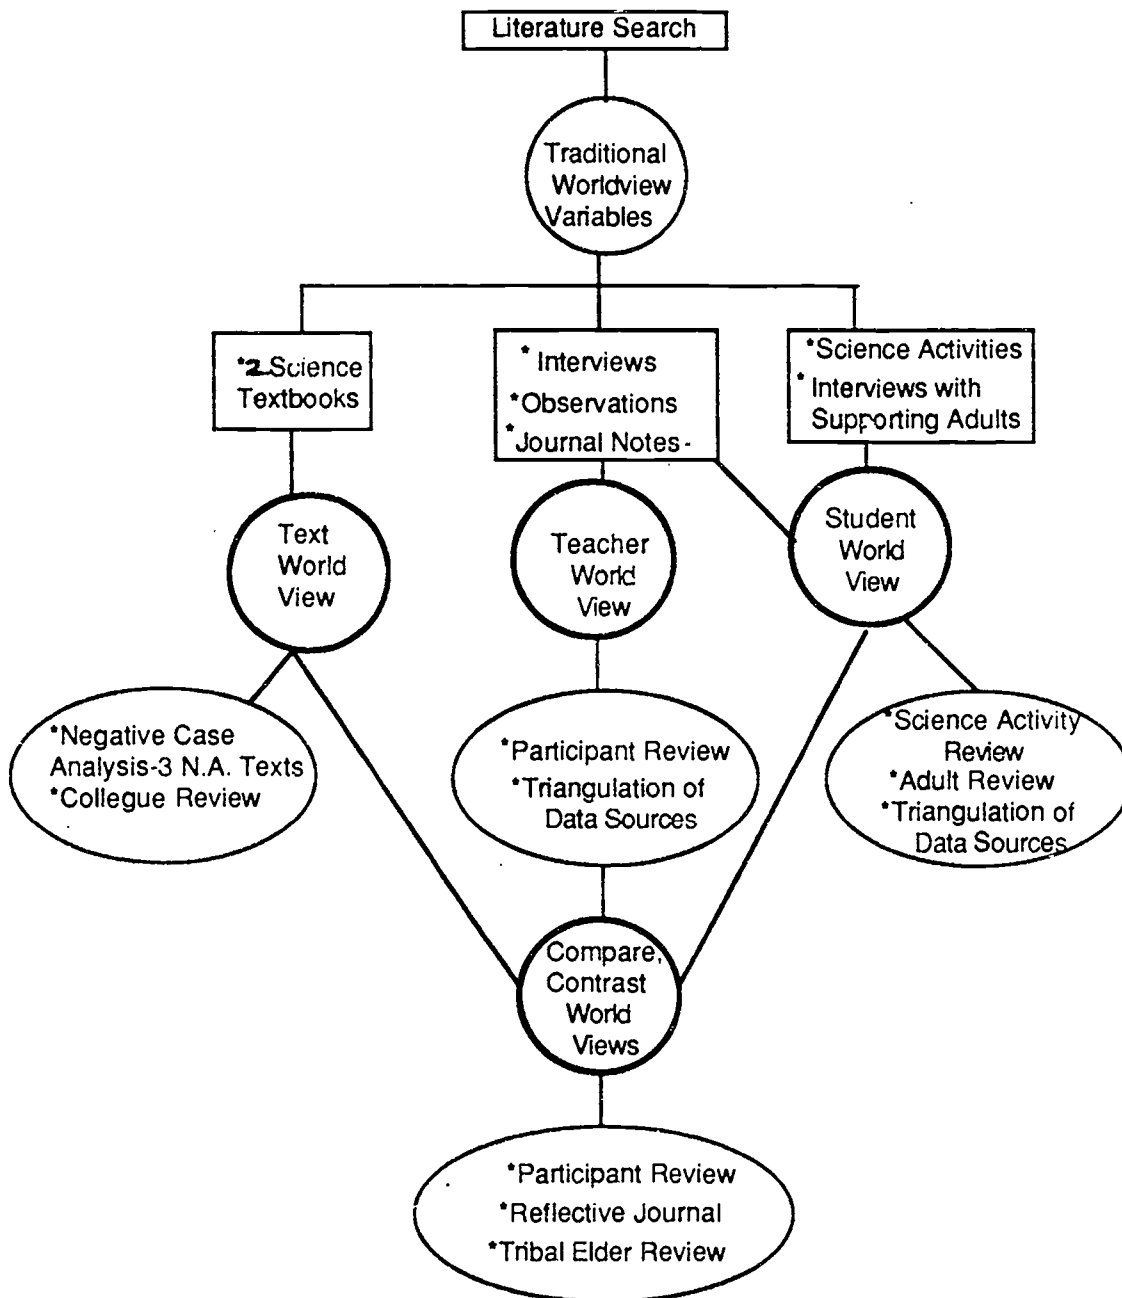 Literature Search
Traditional
Worldview
Variables
*2 Science
Textbooks
* Interviews
*Observations
*Journal Notes-
*Science Activities
* Interviews with
Supporting Adults
Text
World
View
Teacher
World
View
Student
World
View
*Negative Case
Analysis-3 N.A. Texts
*Collegue Review
*Participant Review
*Triangulation of
Data Sources
*Science Activity
Review
*Adult Review
*Triangulation of
Data Sources
Compare,
Contrast
World
Views
*Participant Review
*Reflective Journal
*Tribal Elder Review